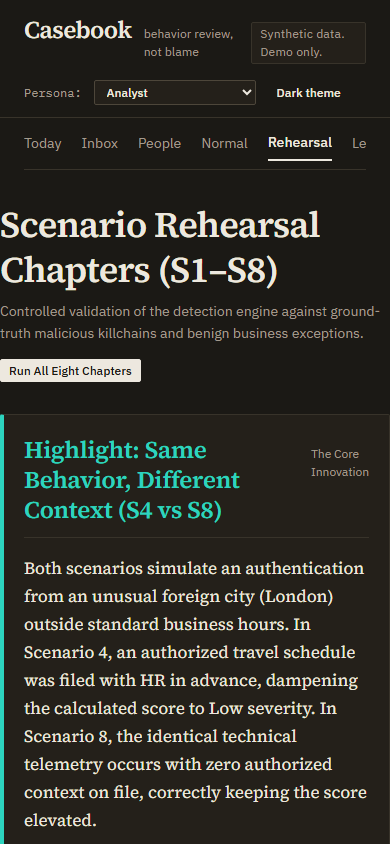 Casebook
behavior review,
not blame
Synthetic data.
Demo only.
Persona:
Analyst
Dark theme
Today Inbox People Normal Rehearsal Le
Scenario Rehearsal
Chapters (S1–S8)
Controlled validation of the detection engine against ground-
truth malicious killchains and benign business exceptions.
Run All Eight Chapters
Highlight: Same
Behavior, Different
Context (S4 vs S8)
The Core
Innovation
Both scenarios simulate an authentication
from an unusual foreign city (London)
outside standard business hours. In
Scenario 4, an authorized travel schedule
was filed with HR in advance, dampening
the calculated score to Low severity. In
Scenario 8, the identical technical
telemetry occurs with zero authorized
context on file, correctly keeping the score
elevated.